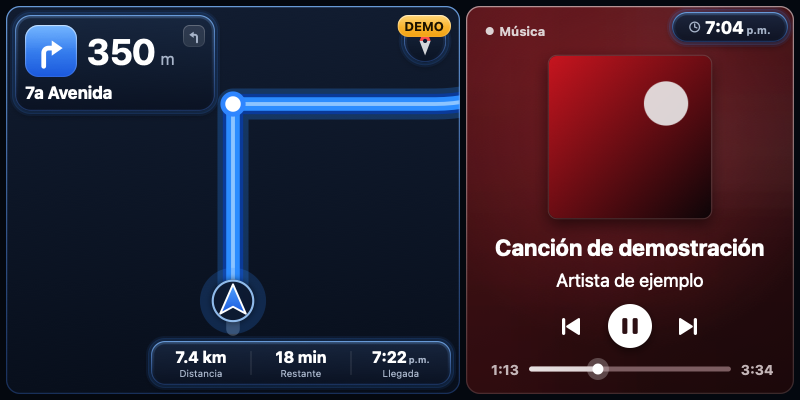 350 m
7a Avenida
DEMO
7.4 km
Distancia
18 min
Restante
7:22 p.m.
Llegada
Música
7:04 p.m.
Canción de demostración
Artista de ejemplo
1:13
3:34